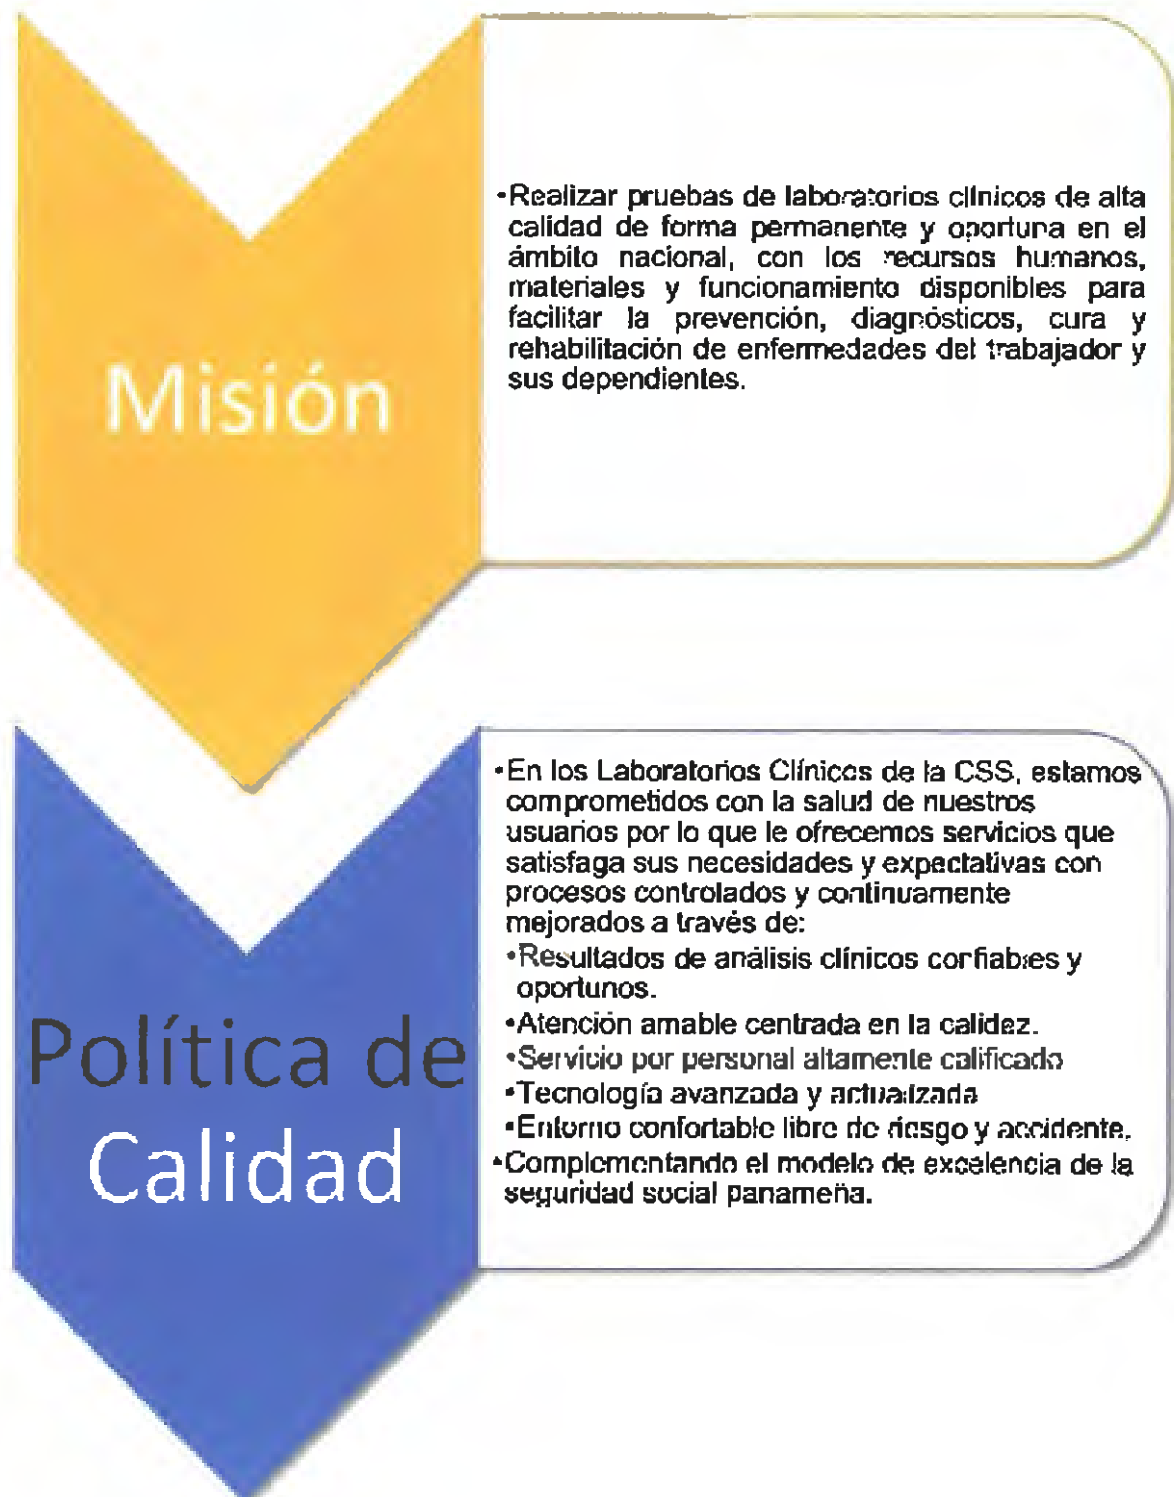 Misión
•Realizar pruebas de laboratorios clínicos de alta
calidad de forma permanente y oportuna en el
ámbito nacional, con los recursos humanos,
materiales y funcionamiento disponibles para
facilitar la prevención, diagnósticos, cura y
rehabilitación de enfermedades del trabajador y
sus dependientes.
Política de
Calidad
•En los Laboratorios Clínicos de la CSS, estamos
comprometidos con la salud de nuestros
usuarios por lo que le ofrecemos servicios que
satisfaga sus necesidades y expectativas con
procesos controlados y continuamente
mejorados a través de:
•Resultados de análisis clínicos confiables y
oportunos.
•Atención amable centrada en la calidez.
•Servicio por personal altamente calificado
•Tecnología avanzada y actualizada
•Entorno confortable libre de riesgo y accidente.
•Complementando el modelo de excelencia de la
seguridad social panameña.